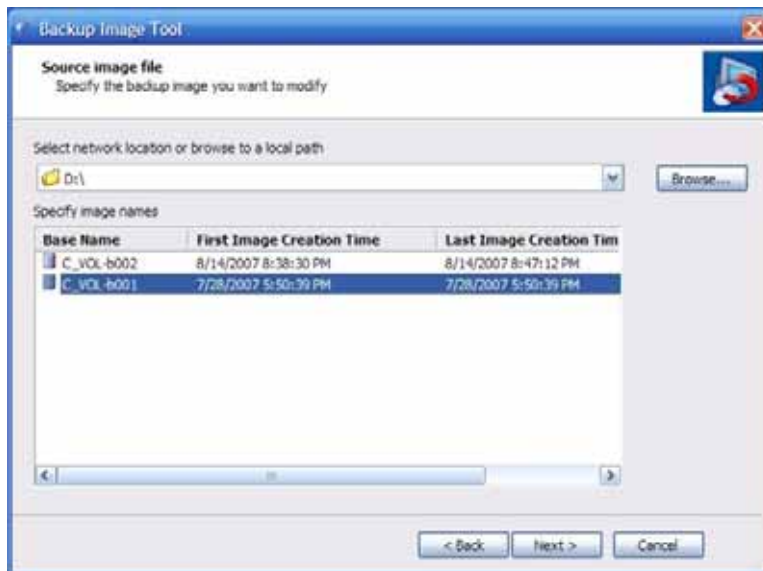 Backup Image Tool
Source image file
Specify the backup image you want to modify
Select network location or browse to a local path
D:\
Browse...
Specify image names
Base Name First Image Creation Time Last Image Creation Tim
C_VOL-b002 8/14/2007 8:38:30 PM 8/14/2007 8:47:12 PM
C_VOL-b001 7/28/2007 5:50:39 PM 7/28/2007 5:50:39 PM
< Back Next > Cancel